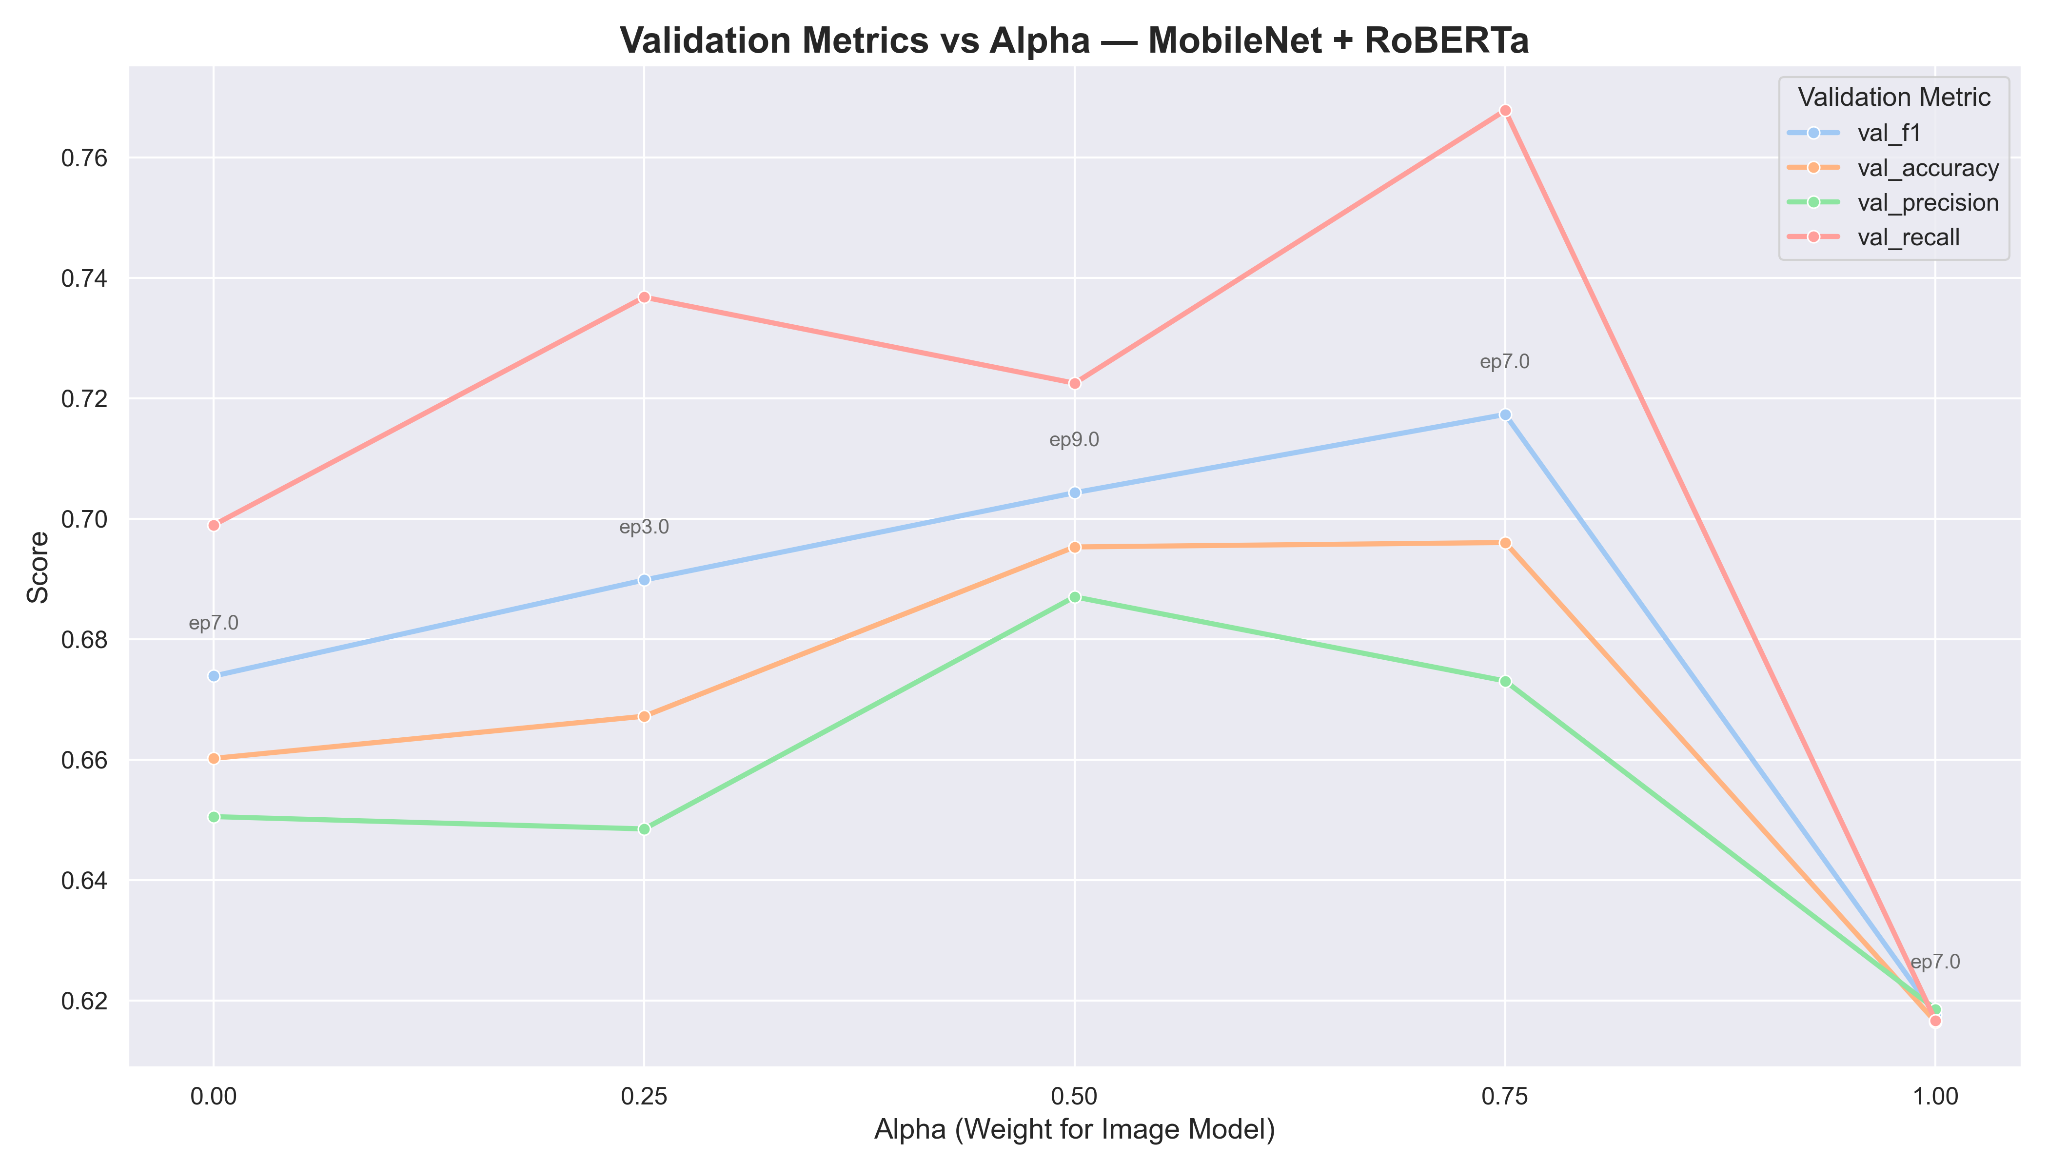 Validation Metrics vs Alpha — MobileNet + RoBERTa
Validation Metric
val_f1
val_accuracy
val_precision
val_recall
Score
0.76
0.74
0.72
0.70
0.68
0.66
0.64
0.62
ep7.0
ep3.0
ep9.0
ep7.0
ep7.0
0.00 0.25 0.50 0.75 1.00
Alpha (Weight for Image Model)